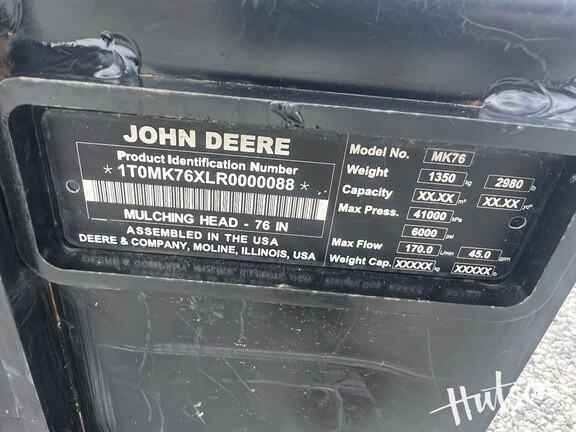 JOHN DEERE
Product Identification Number
*1T0MK76XLR0000088*
MULCHING HEAD - 76 IN
ASSEMBLED IN THE USA
DEERE & COMPANY, MOLINE, ILLINOIS, USA
Model No. MK76
Weight 1350 kg 2980 lb
Capacity XX.XX m³ XX.XX yd³
Max Press. 41000 kPa
6000 psi
Max Flow 170.0 L/min 45.0 gpm
Weight Cap. XXXXX kg XXXXX lb
Hutson